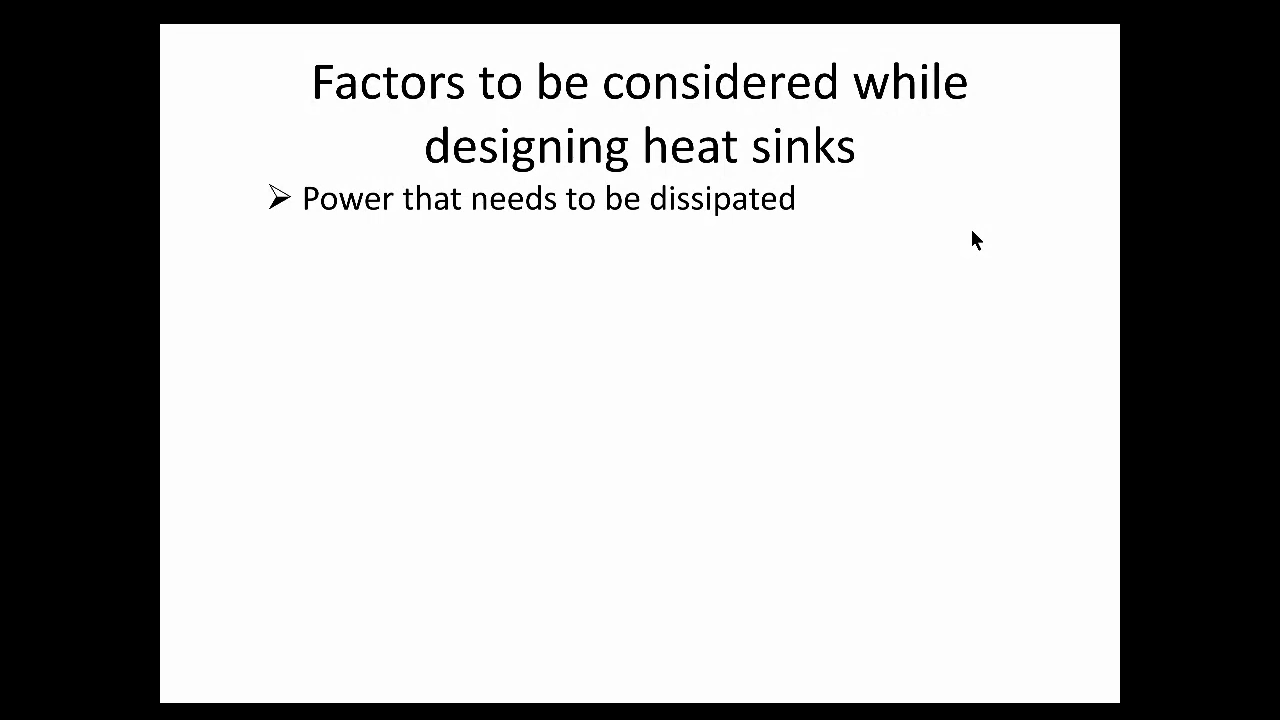 Factors to be considered while
designing heat sinks
➢ Power that needs to be dissipated